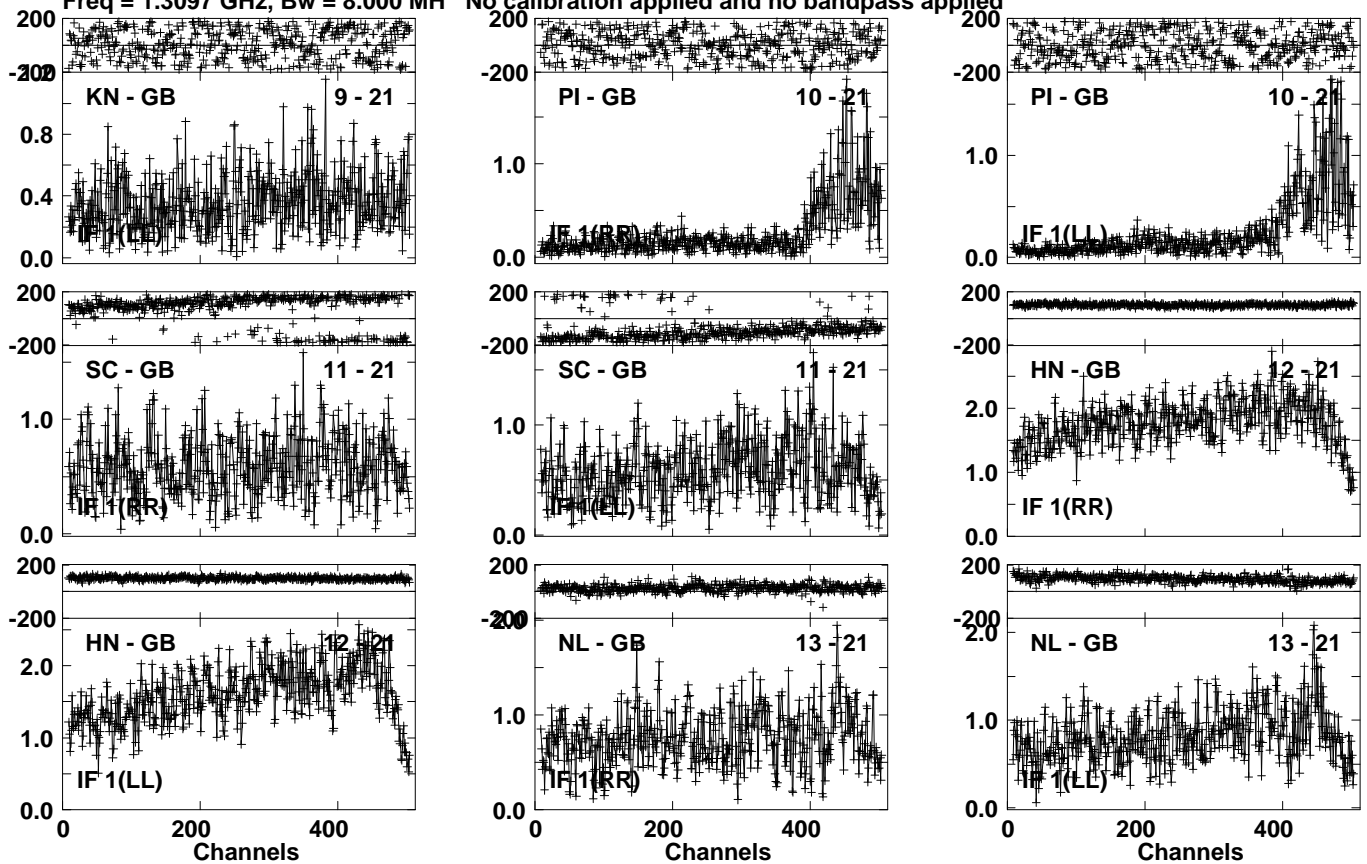 Freq = 1.3097 GHz, Bw = 8.000 MH No calibration applied and no bandpass applied
200 200 200
-200 -200 -200
KN - GB 9 - 21 PI - GB 10 - 21 PI - GB 10 - 21
0.8
1.0 1.0
0.4
IF 1(LL) IF 1(RR) IF 1(LL)
0.0 0.0 0.0
200 200 400 200 400 200
-200 -200 -200
SC - GB 11 - 21 SC - GB 11 - 21 HN - GB 12 - 21
2.0
1.0 1.0
1.0
IF 1(RR) IF 1(LL) IF 1(RR)
0.0 0.0 0.0
200 200 200
-200 -200 -200
2.0
HN - GB 12 - 21 NL - GB 13 - 21 NL - GB 13 - 21
2.0 2.0
1.0 1.0 1.0
IF 1(LL) IF 1(RR) IF 1(LL)
0.0 0.0 0.0
0 200 400 0 200 400 0 200 400
Channels Channels Channels